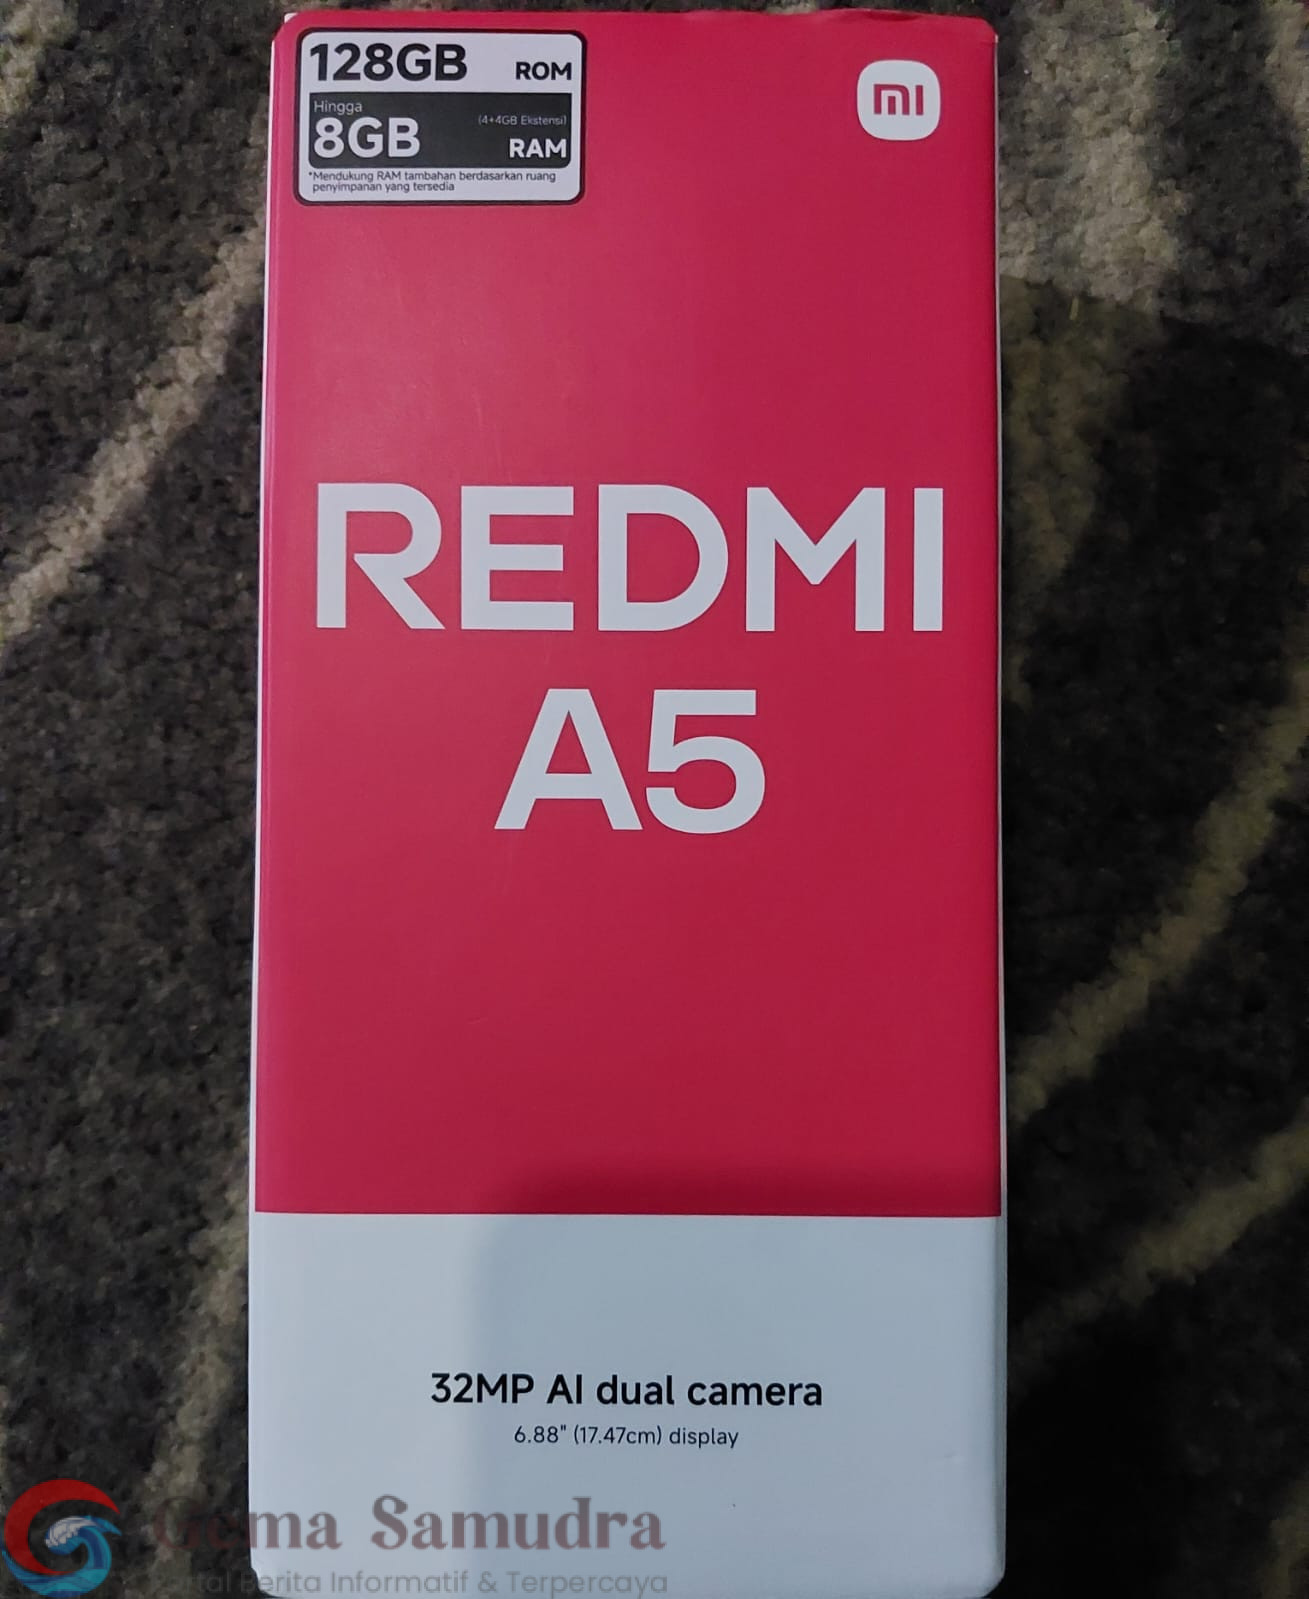 128GB ROM
Hingga
(4+4GB Ekstensi)
8GB RAM
*Mendukung RAM tambahan berdasarkan ruang
penyimpanan yang tersedia
mi
REDMI
A5
32MP AI dual camera
6.88" (17.47cm) display
Gema Samudra
Berita Informatif & Terpercaya